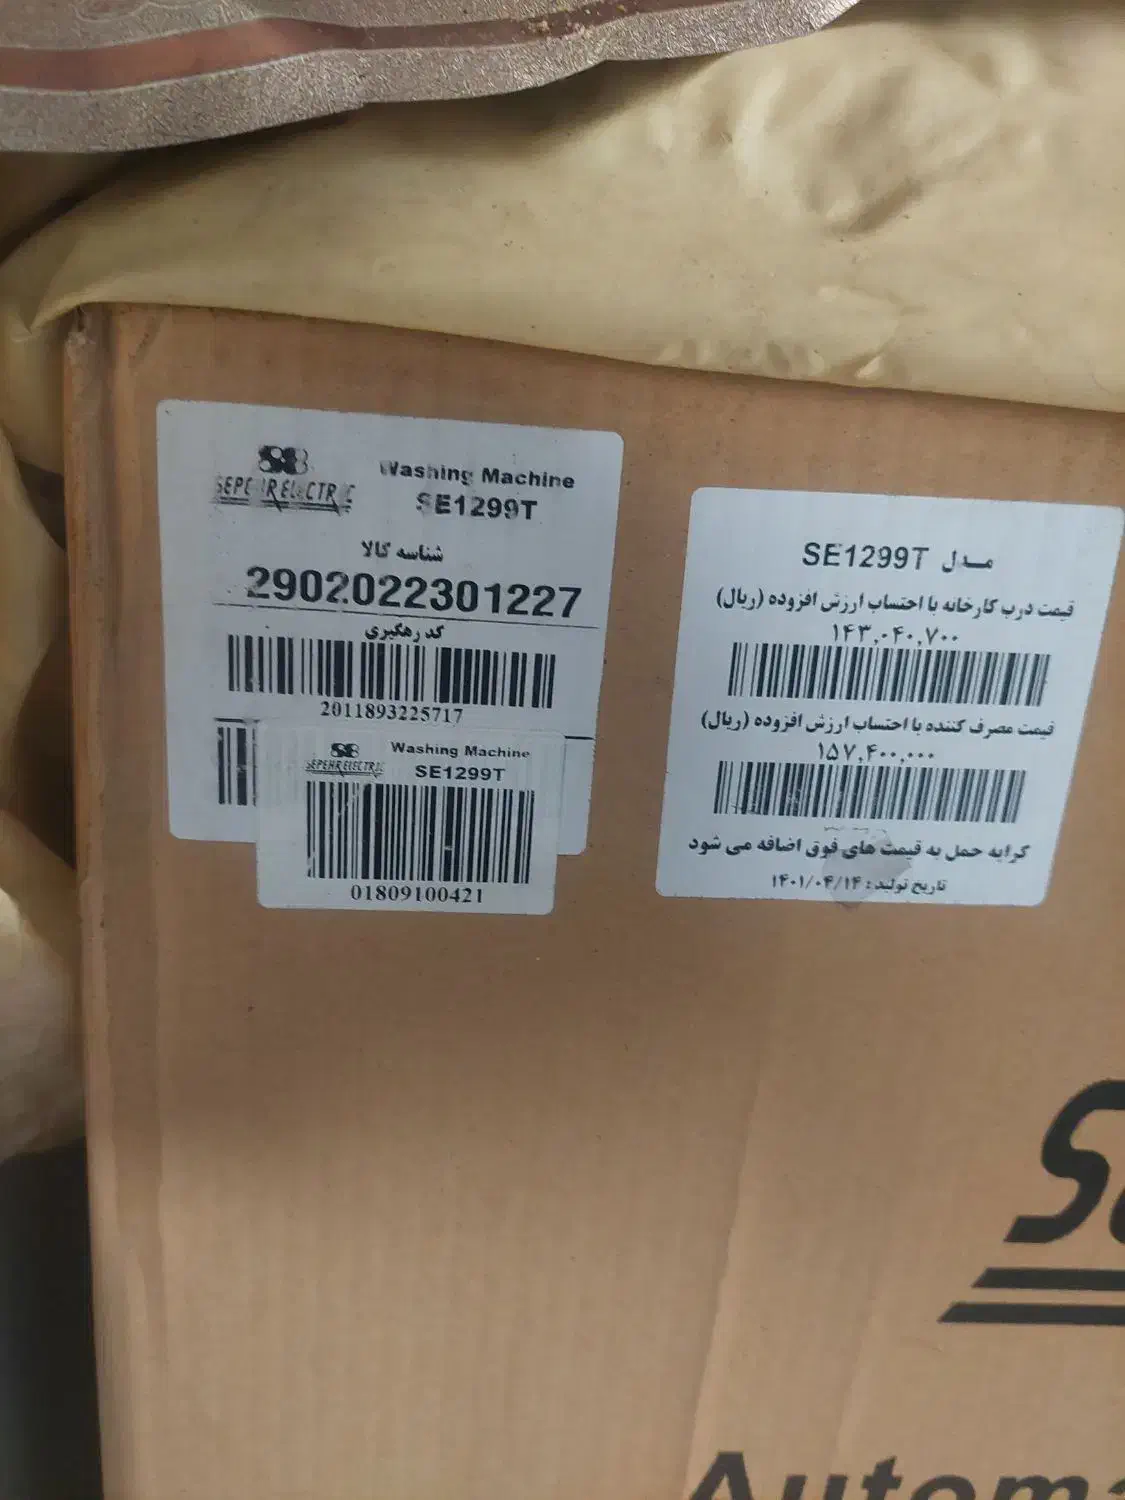 SEPEHR ELECTRIC
Washing Machine
SE1299T
شناسه کالا
2902022301227
کد رهگیری
2011893225717
SEPEHR ELECTRIC
Washing Machine
SE1299T
01809100421
مدل SE1299T
قیمت درب کارخانه با احتساب ارزش افزوده (ریال)
۱۴۳,۰۴۰,۷۰۰
قیمت مصرف کننده با احتساب ارزش افزوده (ریال)
۱۵۷,۴۰۰,۰۰۰
کرایه حمل به قیمت های فوق اضافه می شود
تاریخ تولید : ۱۴۰۱/۰۴/۱۴
Automa